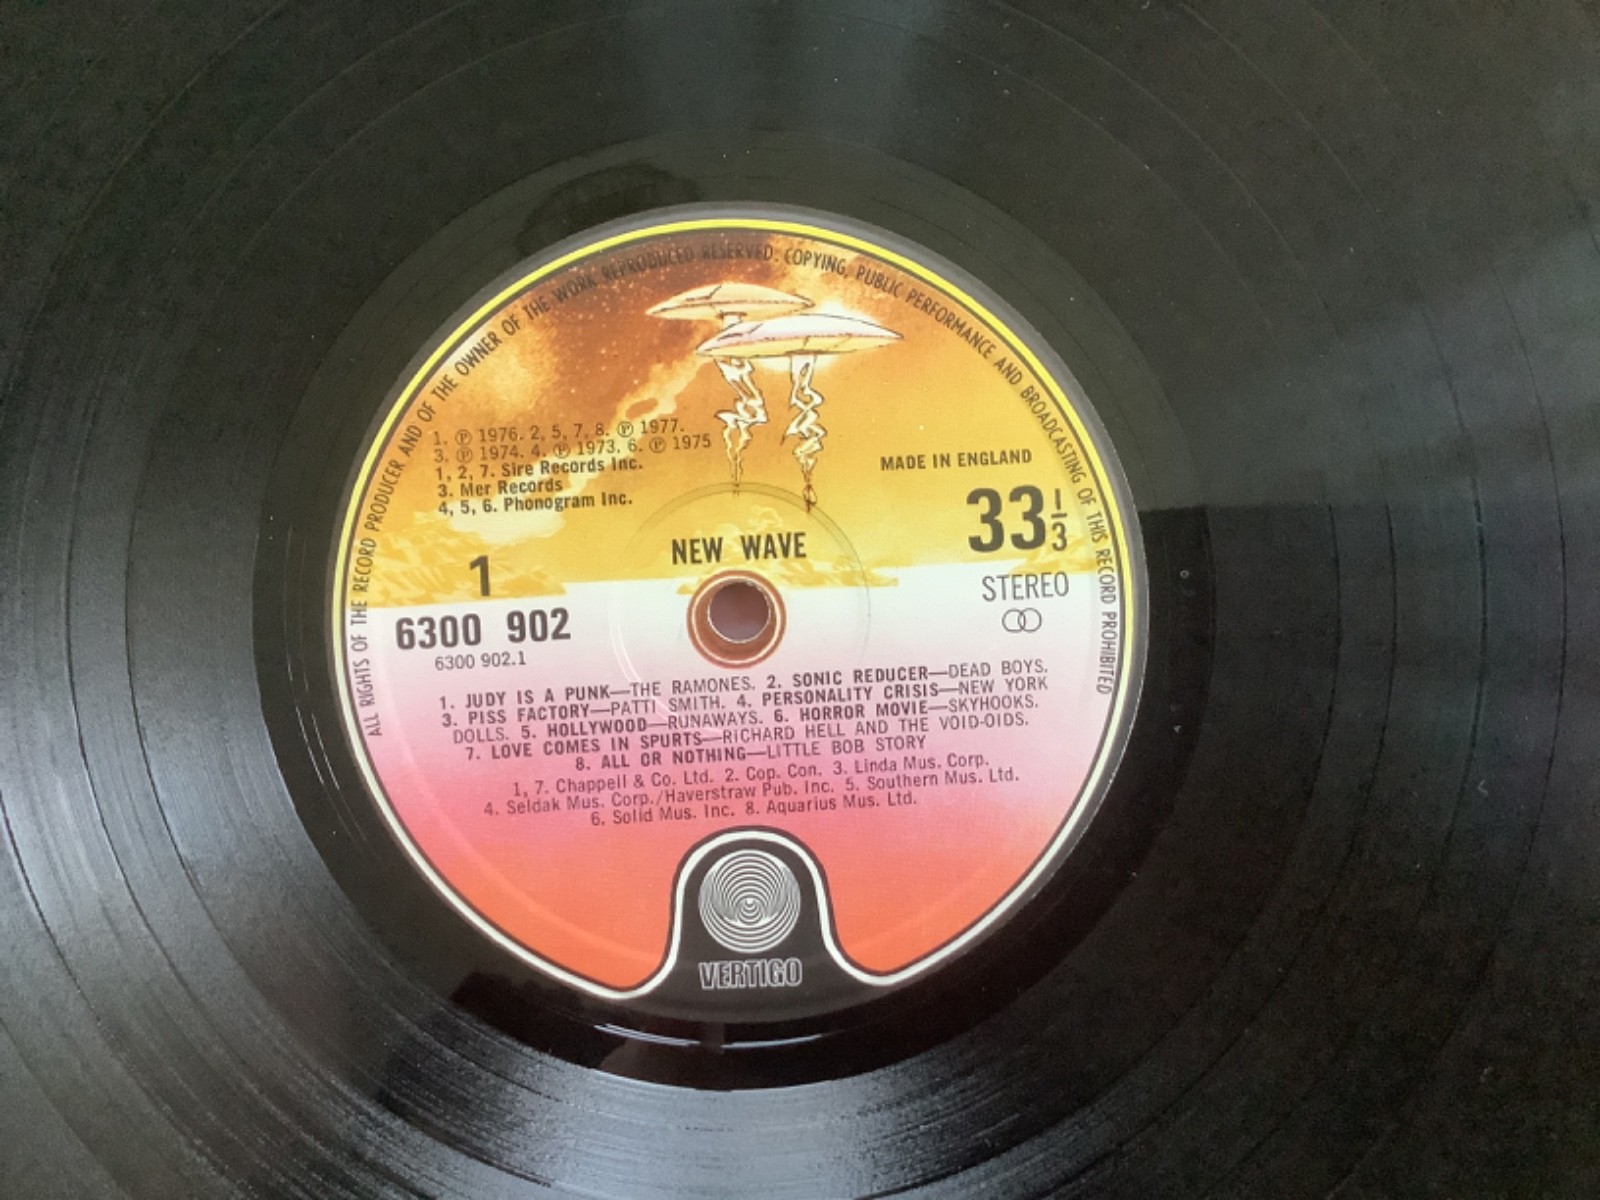 ALL RIGHTS OF THE RECORD PRODUCER AND OF THE OWNER OF THE WORK REPRODUCED RESERVED. COPYING, PUBLIC PERFORMANCE AND BROADCASTING OF THIS RECORD PROHIBITED
1. ℗ 1976. 2, 5, 7, 8. ℗ 1977.
3. ℗ 1974. 4. ℗ 1973. 6. ℗ 1975
1, 2, 7. Sire Records Inc.
3. Mer Records
4, 5, 6. Phonogram Inc.
MADE IN ENGLAND
33 1/3
NEW WAVE
1
STEREO
6300 902
6300 902.1
1. JUDY IS A PUNK—THE RAMONES. 2. SONIC REDUCER—DEAD BOYS.
3. PISS FACTORY—PATTI SMITH. 4. PERSONALITY CRISIS—NEW YORK
DOLLS. 5. HOLLYWOOD—RUNAWAYS. 6. HORROR MOVIE—SKYHOOKS.
7. LOVE COMES IN SPURTS—RICHARD HELL AND THE VOID-OIDS.
8. ALL OR NOTHING—LITTLE BOB STORY
1, 7. Chappell & Co. Ltd. 2. Cop. Con. 3. Linda Mus. Corp.
4. Seldak Mus. Corp./Haverstraw Pub. Inc. 5. Southern Mus. Ltd.
6. Solid Mus. Inc. 8. Aquarius Mus. Ltd.
VERTIGO